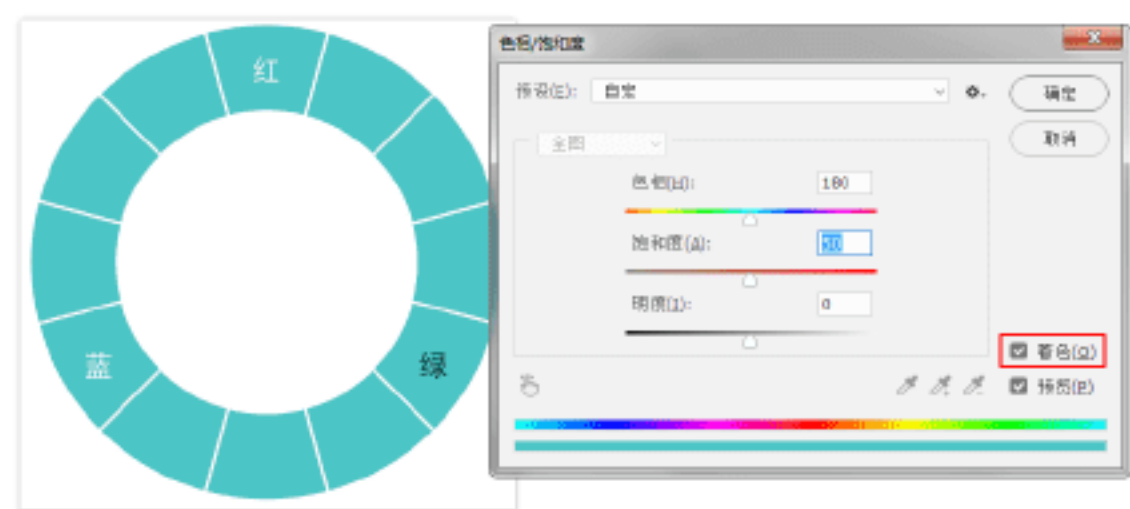 红
蓝
绿
色相/饱和度
预设(E): 自定
确定
取消
全图
色相(H): 180
饱和度(A): 50
明度(I): 0
着色(O)
预览(P)